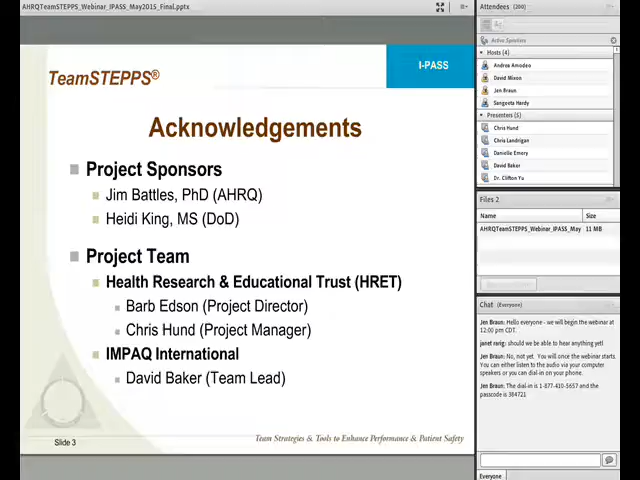 AHRQTeamSTEPPS_Webinar_IPASS_May2015_Final.pptx
I-PASS
TeamSTEPPS®
Acknowledgements
Project Sponsors
Jim Battles, PhD (AHRQ)
Heidi King, MS (DoD)
Project Team
Health Research & Educational Trust (HRET)
Barb Edson (Project Director)
Chris Hund (Project Manager)
IMPAQ International
David Baker (Team Lead)
Slide 3
Team Strategies & Tools to Enhance Performance & Patient Safety
Attendees (200)
Active Speakers
Hosts (4)
Andrea Amodeo
David Mixon
Jen Braun
Sangeeta Hardy
Presenters (5)
Chris Hund
Chris Landrigan
Danielle Emery
David Baker
Dr. Clifton Yu
Files 2
Name Size
AHRQTeamSTEPPS_Webinar_IPASS_May 11 MB
Chat (Everyone)
Jen Braun: Hello everyone - we will begin the webinar at
12:00 pm CDT.
janet rarig: should we be able to hear anything yet!
Jen Braun: No, not yet. You will once the webinar starts.
You can either listen to the audio via your computer
speakers or you can dial-in on your phone.
Jen Braun: The dial-in is 1-877-410-5657 and the
passcode is 384721
Everyone